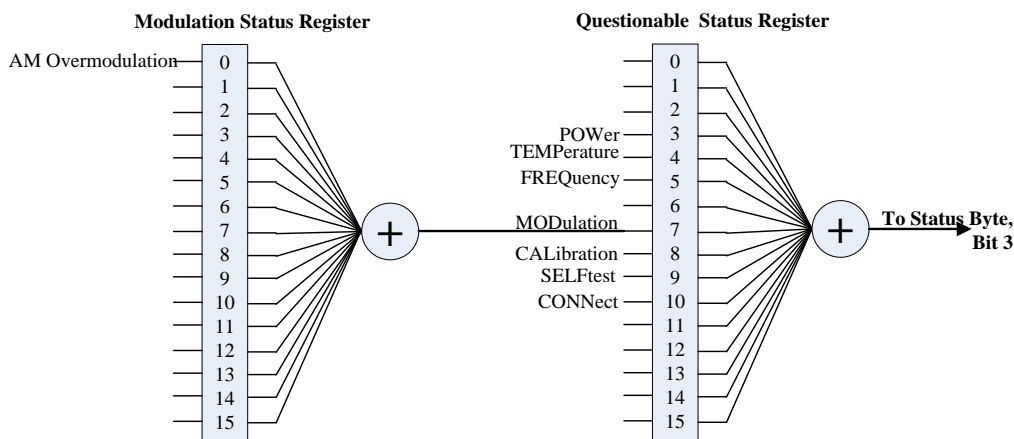 Modulation Status Register
AM Overmodulation
0
1
2
3
4
5
6
7
8
9
10
11
12
13
14
15
+
Questionable Status Register
POWer
TEMPerature
FREQuency
MODulation
CALibration
SELFtest
CONNect
0
1
2
3
4
5
6
7
8
9
10
11
12
13
14
15
+
To Status Byte,
Bit 3